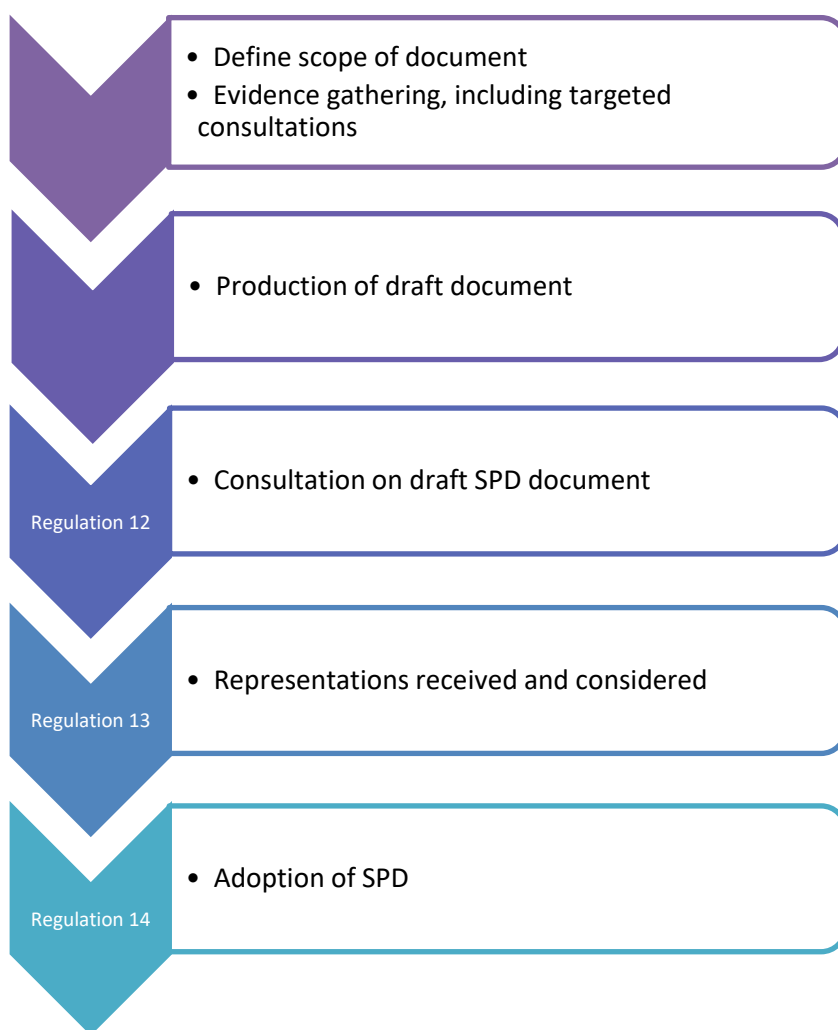 • Define scope of document
• Evidence gathering, including targeted
consultations
• Production of draft document
Regulation 12
• Consultation on draft SPD document
Regulation 13
• Representations received and considered
Regulation 14
• Adoption of SPD